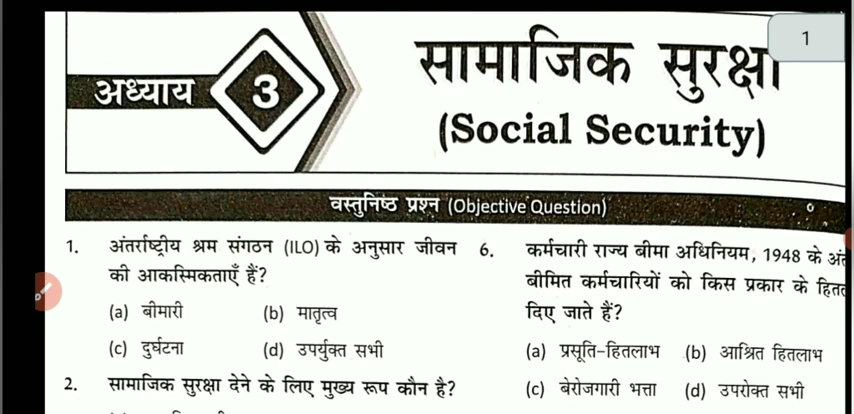 1
अध्याय 3
सामाजिक सुरक्षा
(Social Security)
वस्तुनिष्ठ प्रश्न (Objective Question)
1. अंतर्राष्ट्रीय श्रम संगठन (ILO) के अनुसार जीवन
की आकस्मिकताएँ हैं?
(a) बीमारी (b) मातृत्व
(c) दुर्घटना (d) उपर्युक्त सभी
2. सामाजिक सुरक्षा देने के लिए मुख्य रूप कौन है?
6. कर्मचारी राज्य बीमा अधिनियम, 1948 के
बीमित कर्मचारियों को किस प्रकार के
दिए जाते हैं?
(a) प्रसूति-हितलाभ (b) आश्रित हितलाभ
(c) बेरोजगारी भत्ता (d) उपरोक्त सभी